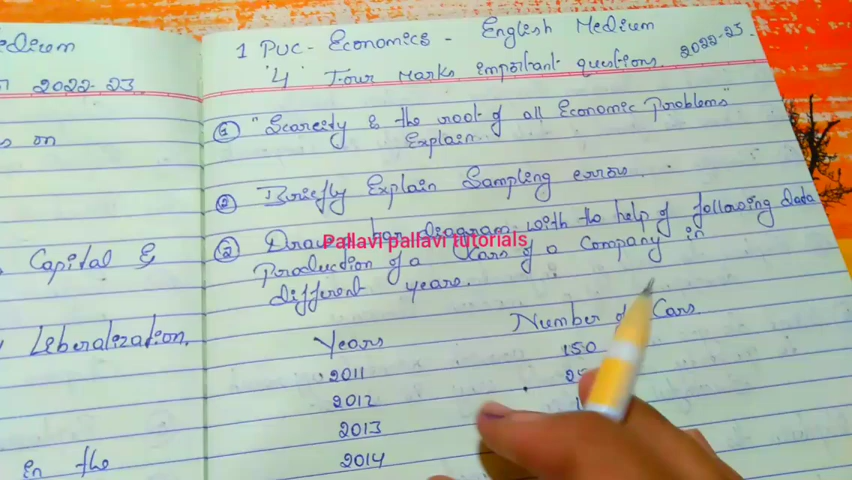 edium
2022-23
s on
Capital &
Liberalization.
in the
1 PUC - Economics - English Medium
'4' Four Marks important questions. 2022-23.
① "Scarcity is the root of all Economic Problems"
Explain.
② Briefly Explain Sampling errors.
③ Draw bar diagram with the help of following data
Production of a Cars of a Company in
different years.
Pallavi pallavi tutorials
Years Number of Cars
2011 150
2012
2013
2014